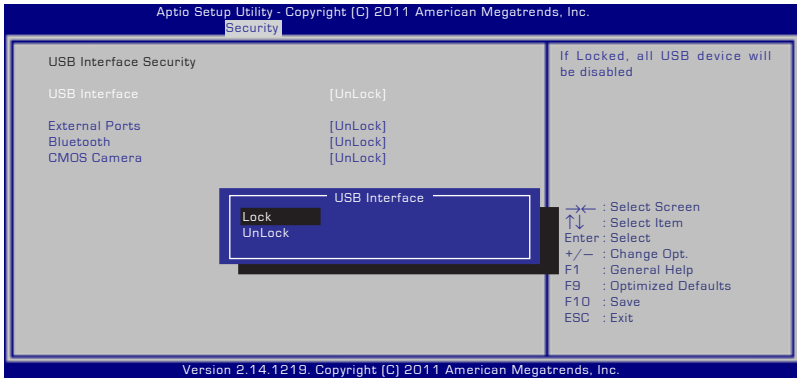 Aptio Setup Utility - Copyright (C) 2011 American Megatrends, Inc.
Security
USB Interface Security
USB Interface [UnLock]
External Ports [UnLock]
Bluetooth [UnLock]
CMOS Camera [UnLock]
USB Interface
Lock
UnLock
If Locked, all USB device will
be disabled
→← : Select Screen
↑↓ : Select Item
Enter : Select
+/— : Change Opt.
F1 : General Help
F9 : Optimized Defaults
F10 : Save
ESC : Exit
Version 2.14.1219. Copyright (C) 2011 American Megatrends, Inc.